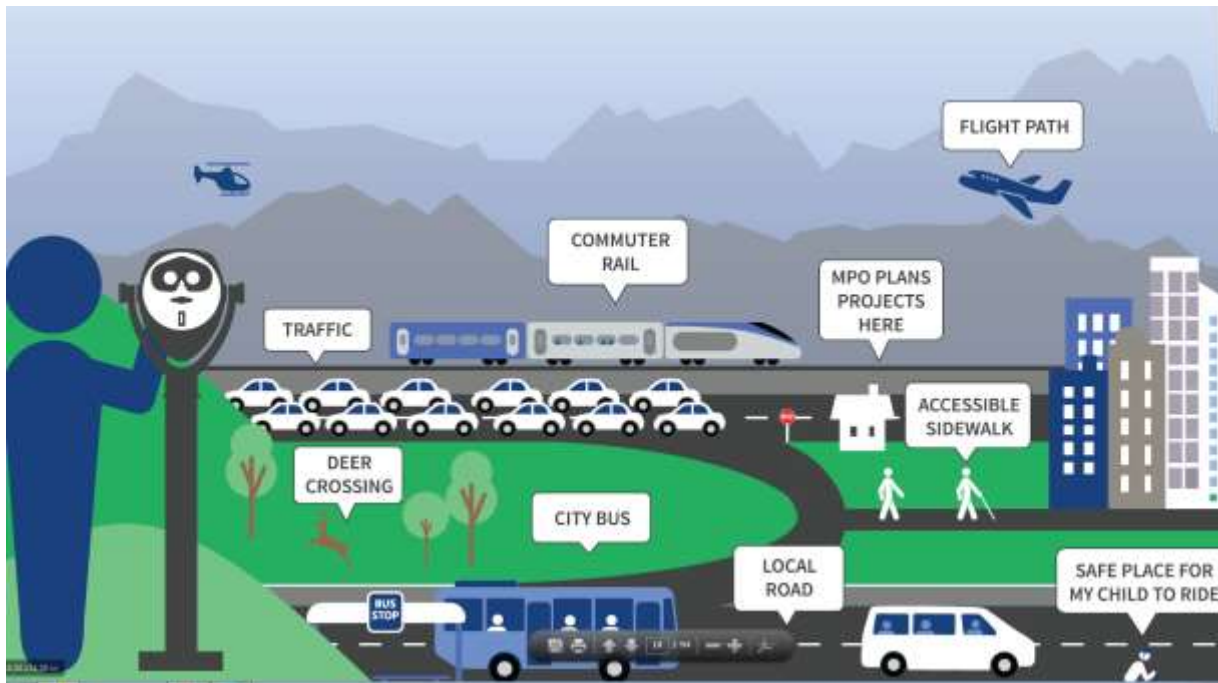 FLIGHT PATH
COMMUTER
RAIL
MPO PLANS
PROJECTS
HERE
TRAFFIC
ACCESSIBLE
SIDEWALK
DEER
CROSSING
CITY BUS
LOCAL
ROAD
SAFE PLACE FOR
MY CHILD TO RIDE
BUS
STOP